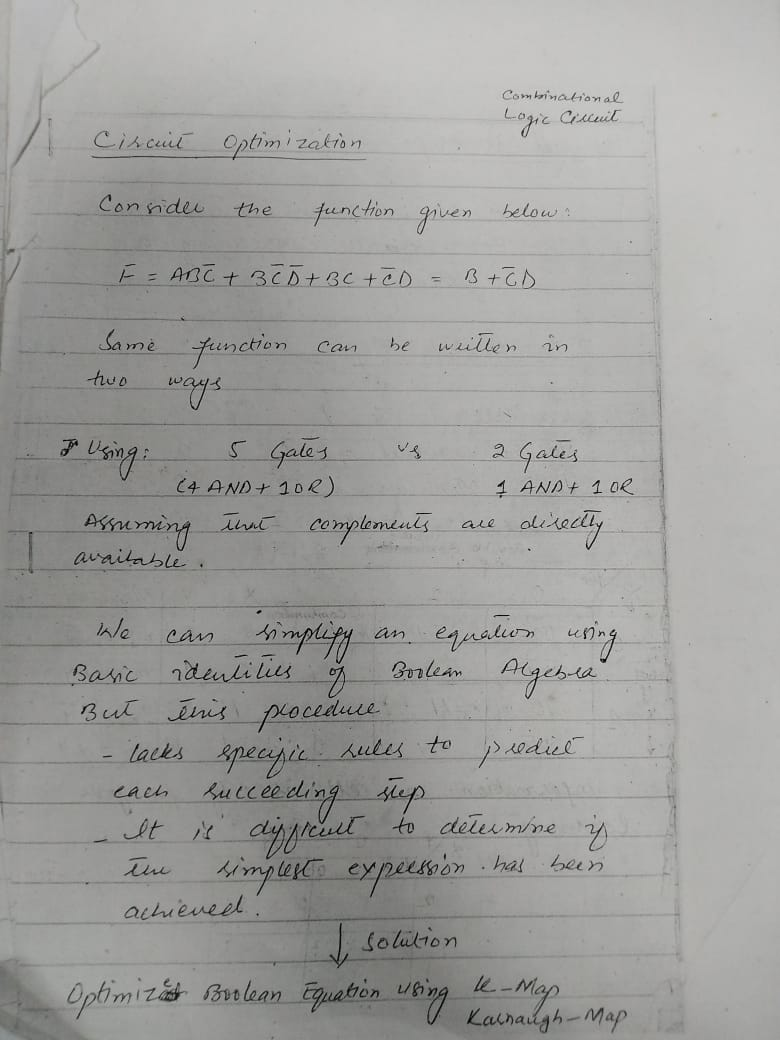 Combinational
Logic Circuit
Circuit Optimization
Consider the function given below:
F̄ = ABC̄ + BC̄D̄ + BC + C̄D = B + C̄D
Same function can be written in
two ways
Using: 5 Gates vs 2 Gates
(4 AND + 1 OR) 1 AND + 1 OR
Assuming that complements are directly
available.
We can simplify an equation using
Basic identities of Boolean Algebra
But this procedure
- lacks specific rules to predict
each succeeding step
- It is difficult to determine if
the simplest expression has been
achieved.
↓ Solution
Optimize Boolean Equation using K-Map
Karnaugh-Map